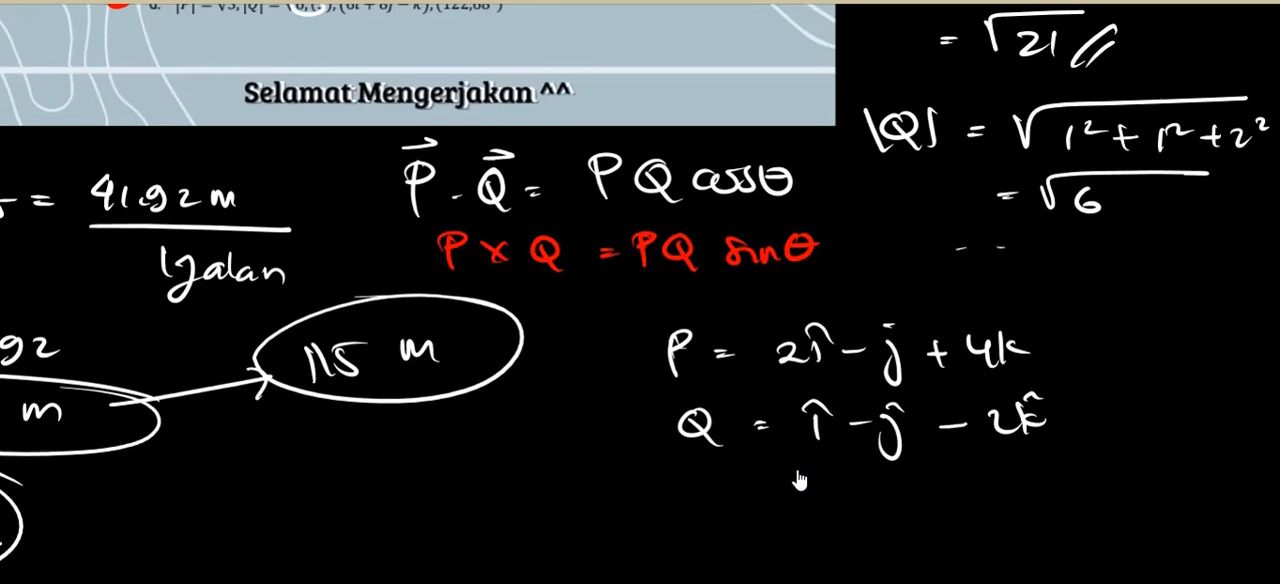 Selamat Mengerjakan ^^
= √21 //
|Q| = √1² + 1² + 2²
= √6
= 41.92 m
1 jalan
P⃗ . Q⃗ = PQ cos θ
P × Q = PQ sin θ
92
m
115 m
P = 2î - j + 4k
Q = î - ĵ - 2k̂